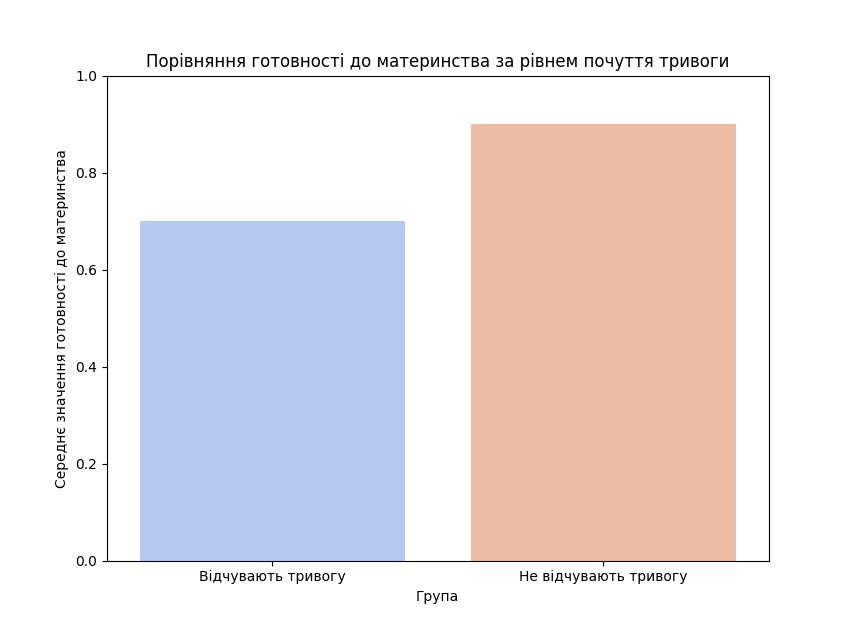 Порівняння готовності до материнства за рівнем почуття тривоги
Середнє значення готовності до материнства
1.0
0.8
0.6
0.4
0.2
0.0
Відчувають тривогу
Не відчувають тривогу
Група